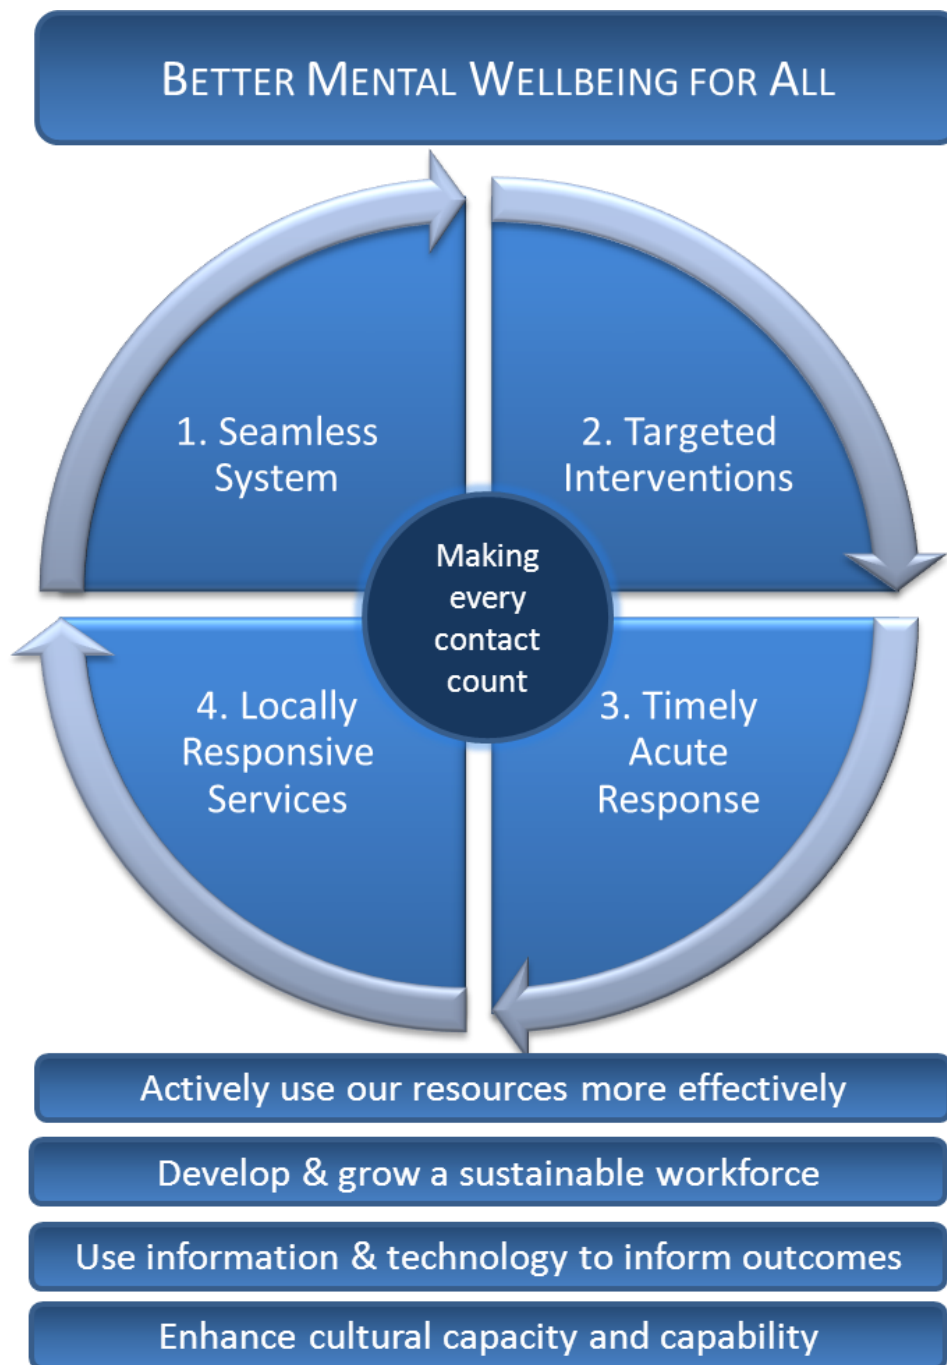 BETTER MENTAL WELLBEING FOR ALL
1. Seamless
System
2. Targeted
Interventions
Making
every
contact
count
3. Timely
Acute
Response
4. Locally
Responsive
Services
Actively use our resources more effectively
Develop & grow a sustainable workforce
Use information & technology to inform outcomes
Enhance cultural capacity and capability